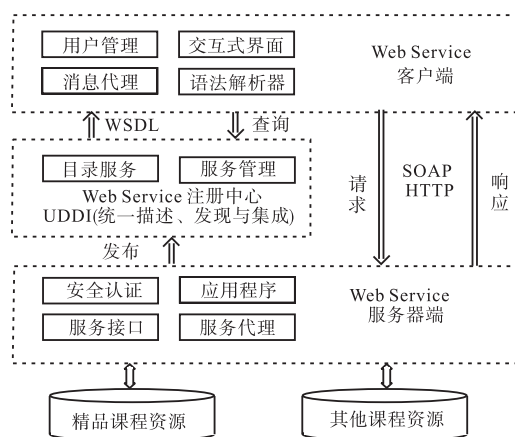 用户管理
交互式界面
消息代理
语法解析器
Web Service
客户端
WSDL
查询
目录服务
服务管理
Web Service 注册中心
UDDI(统一描述、发现与集成)
请求
SOAP
HTTP
响应
发布
安全认证
应用程序
服务接口
服务代理
Web Service
服务器端
精品课程资源
其他课程资源